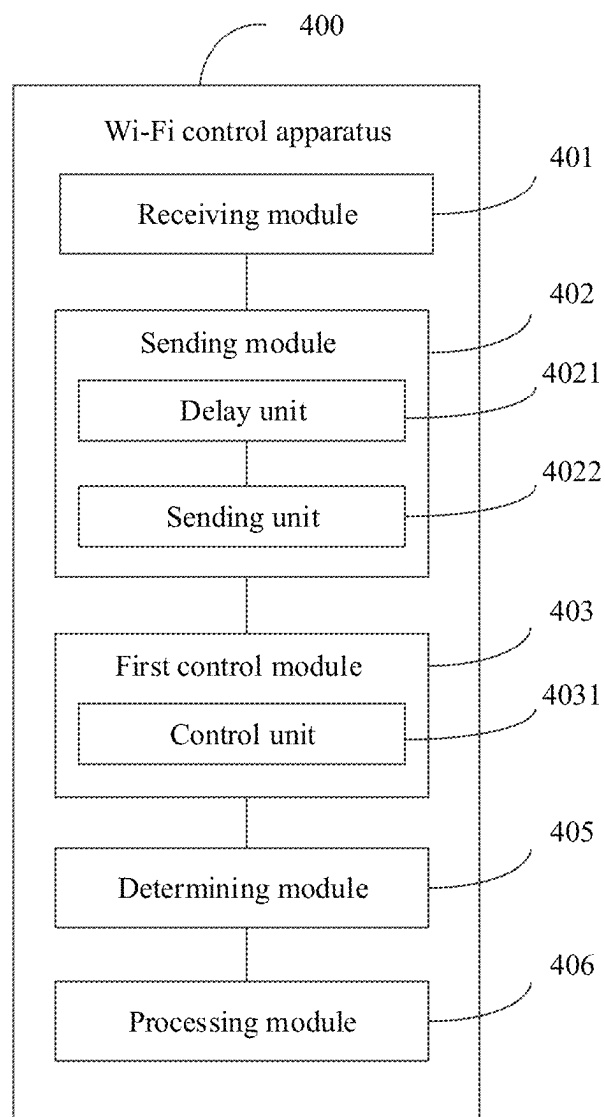 400
Wi-Fi control apparatus
401
Receiving module
402
Sending module
4021
Delay unit
4022
Sending unit
403
First control module
4031
Control unit
405
Determining module
406
Processing module